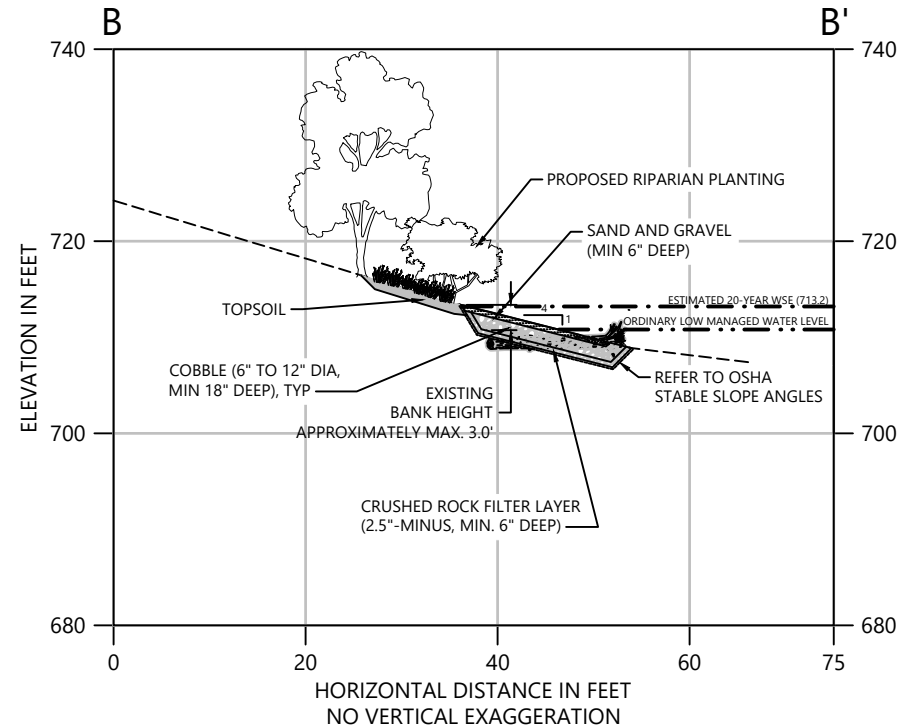 B
B'
740
740
PROPOSED RIPARIAN PLANTING
SAND AND GRAVEL
(MIN 6" DEEP)
720
720
ESTIMATED 20-YEAR WSE (713.2)
4
1
ORDINARY LOW MANAGED WATER LEVEL
TOPSOIL
COBBLE (6" TO 12" DIA,
MIN 18" DEEP), TYP
EXISTING
BANK HEIGHT
APPROXIMATELY MAX. 3.0'
REFER TO OSHA
STABLE SLOPE ANGLES
ELEVATION IN FEET
700
700
CRUSHED ROCK FILTER LAYER
(2.5"-MINUS, MIN. 6" DEEP)
680
680
0
20
40
60
75
HORIZONTAL DISTANCE IN FEET
NO VERTICAL EXAGGERATION